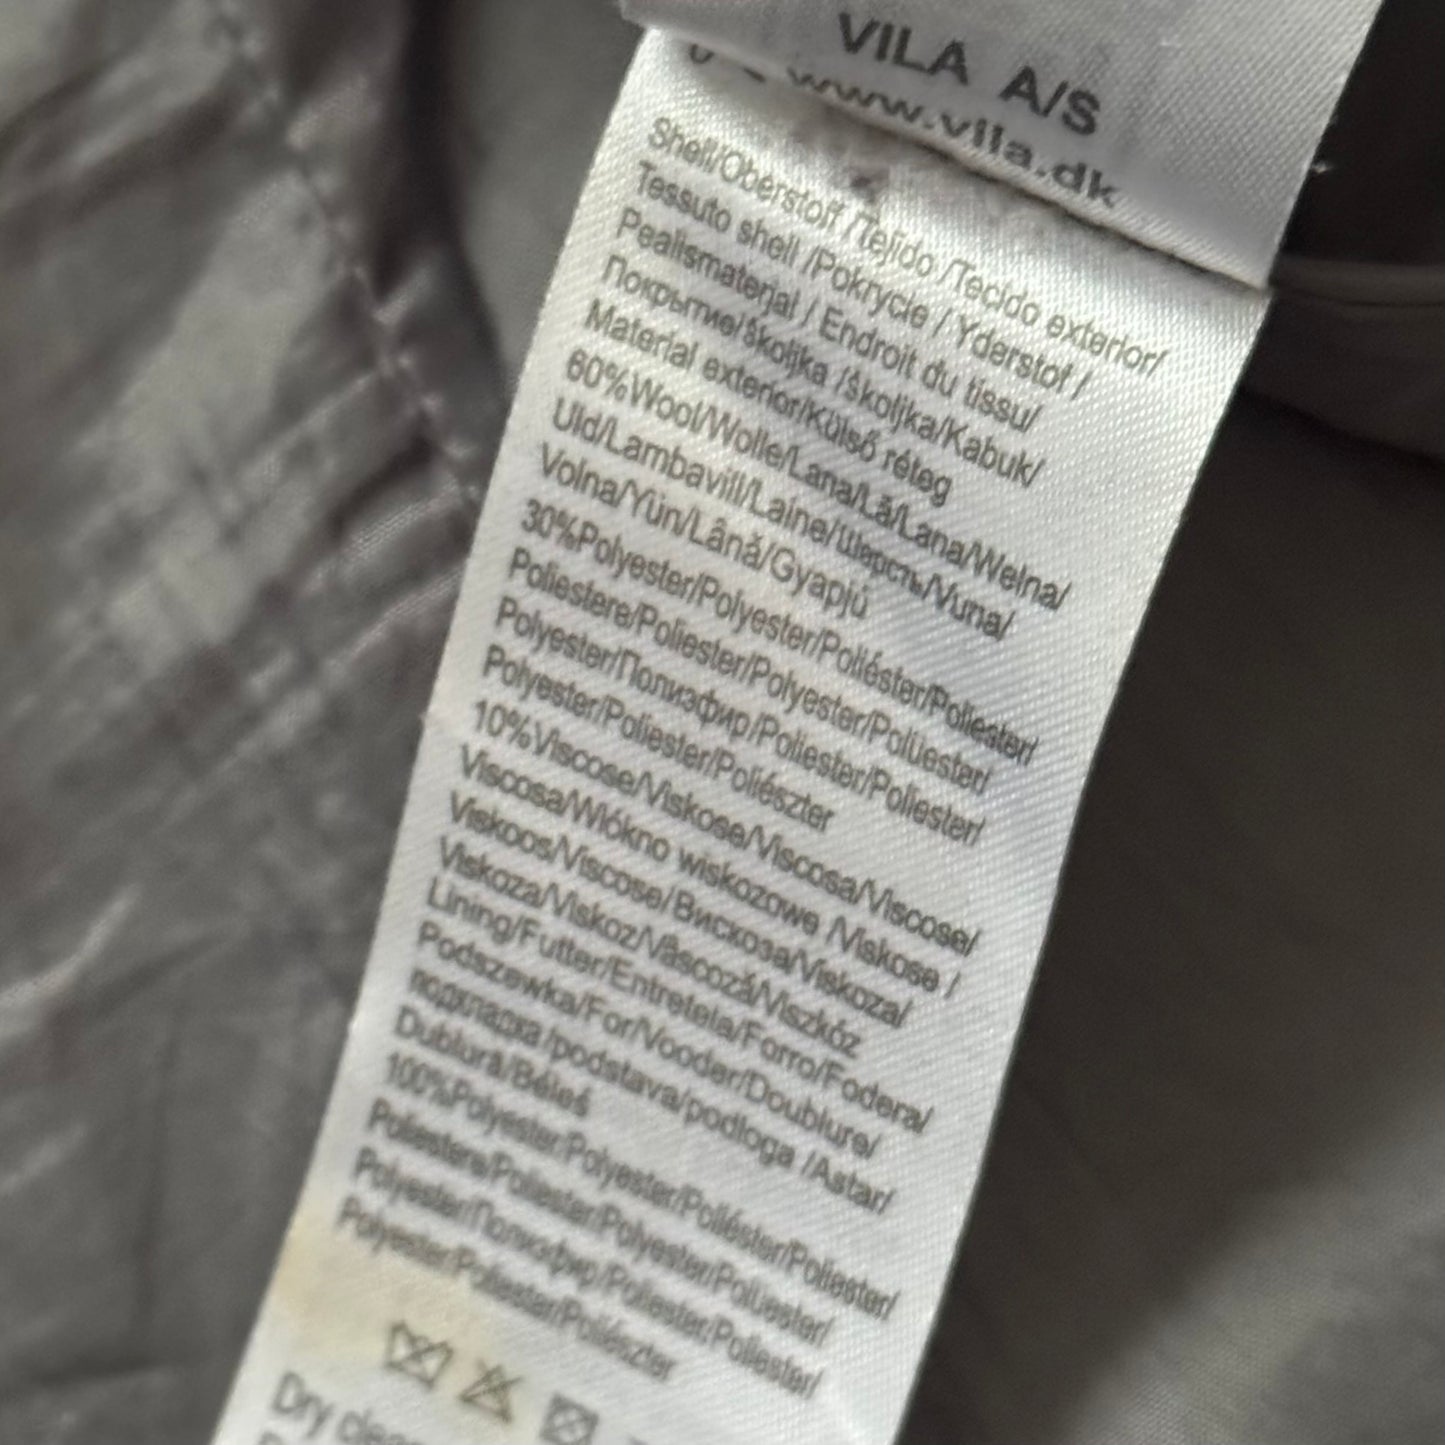 VILA A/S
www.vila.dk
Shell/Oberstoff /Tejido /Tecido exterior/
Tessuto shell /Pokrycie / Yderstof /
Pealismaterjal / Endroit du tissu/
Покрытие/školjka /školjka/Kabuk/
Material exterior/Külső réteg
60%Wool/Wolle/Lana/Lã/Lana/Wełna/
Uld/Lambavill/Laine/Шерсть/Vuna/
Volna/Yün/Lână/Gyapjú
30%Polyester/Polyester/Poliéster/Poliester/
Poliestere/Poliester/Polyester/Polüester/
Polyester/Полиэфир/Poliester/Poliester/
Polyester/Poliester/Poliészter
10%Viscose/Viskose/Viscosa/Viscose/
Viscosa/Włókno wiskozowe /Viskose /
Viskoos/Viscose/Вискоза/Viskoza/
Viskoza/Viskoz/Vâscoză/Viszkóz
Lining/Futter/Entretela/Forro/Fodera/
Podszewka/For/Vooder/Doublure/
подкладка /podstava/podloga /Astar/
Dublură/Bélés
100%Polyester/Polyester/Poliéster/Poliester/
Poliestere/Poliester/Polyester/Polüester/
Polyester/Полиэфир/Poliester/Poliester/
Polyester/Poliester/Poliészter
Dry clean